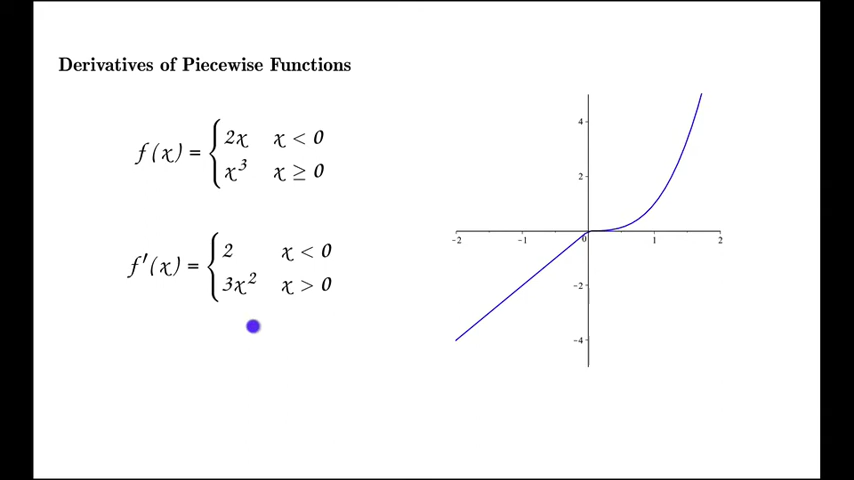 Derivatives of Piecewise Functions
f(x) = { 2x x < 0
x³ x ≥ 0
f′(x) = { 2 x < 0
3x² x > 0
4
2
-2 -1 0 1 2
-2
-4